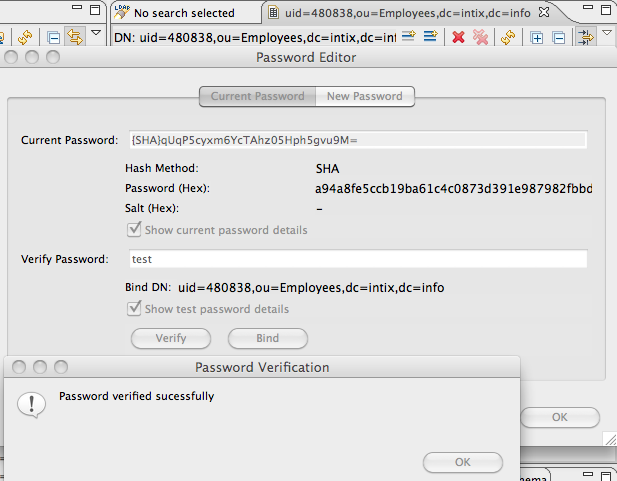 No search selected
uid=480838,ou=Employees,dc=intix,dc=info
DN: uid=480838,ou=Employees,dc=intix,dc=inf
Password Editor
Current Password New Password
Current Password: {SHA}qUqP5cyxm6YcTAhz05Hph5gvu9M=
Hash Method: SHA
Password (Hex): a94a8fe5ccb19ba61c4c0873d391e987982fbbd
Salt (Hex): –
Show current password details
Verify Password: test
Bind DN: uid=480838,ou=Employees,dc=intix,dc=info
Show test password details
Verify Bind
Password Verification
Password verified sucessfully
OK
OK